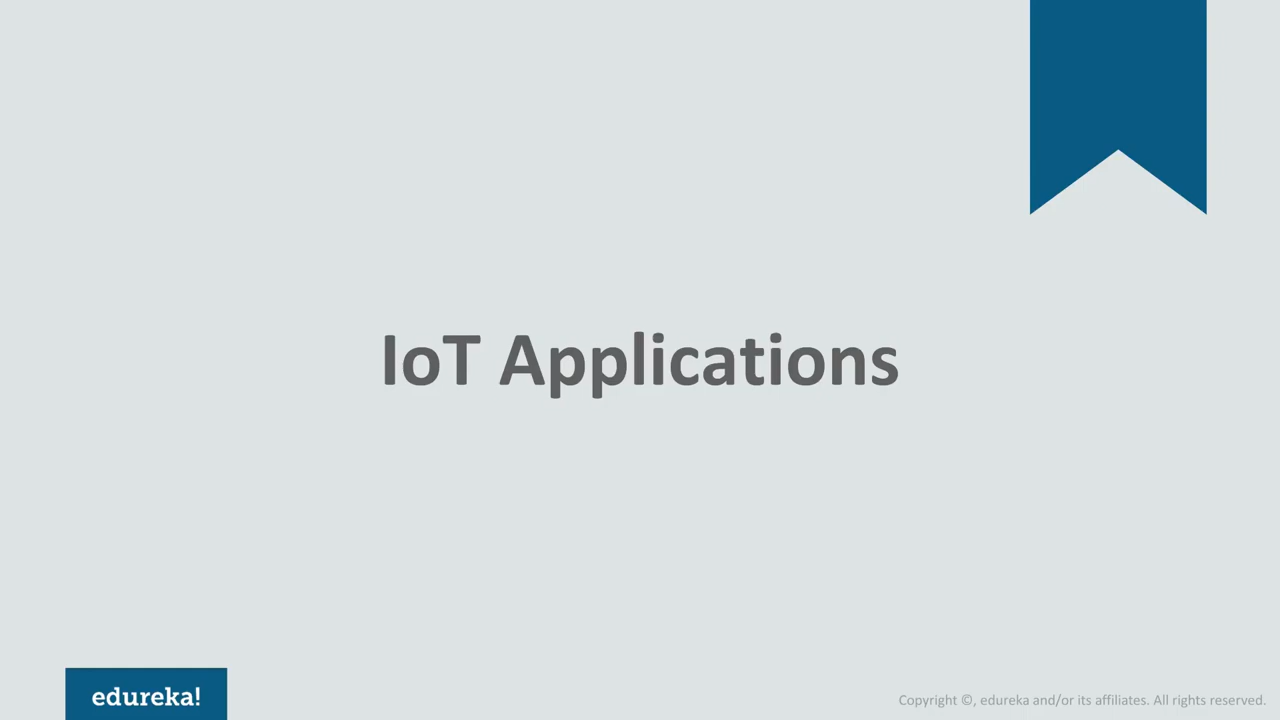 IoT Applications
edureka!
Copyright ©, edureka and/or its affiliates. All rights reserved.